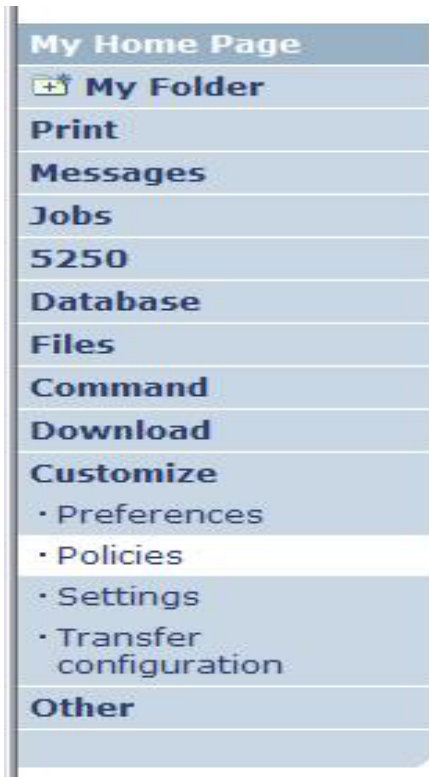 My Home Page
My Folder
Print
Messages
Jobs
5250
Database
Files
Command
Download
Customize
· Preferences
· Policies
· Settings
· Transfer
configuration
Other